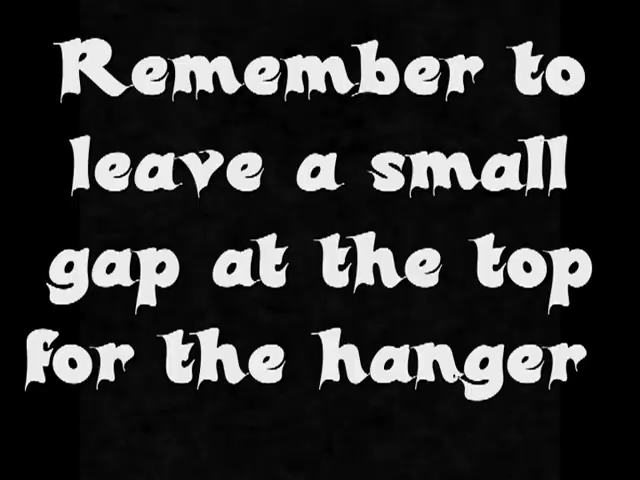 Remember to
leave a small
gap at the top
for the hanger